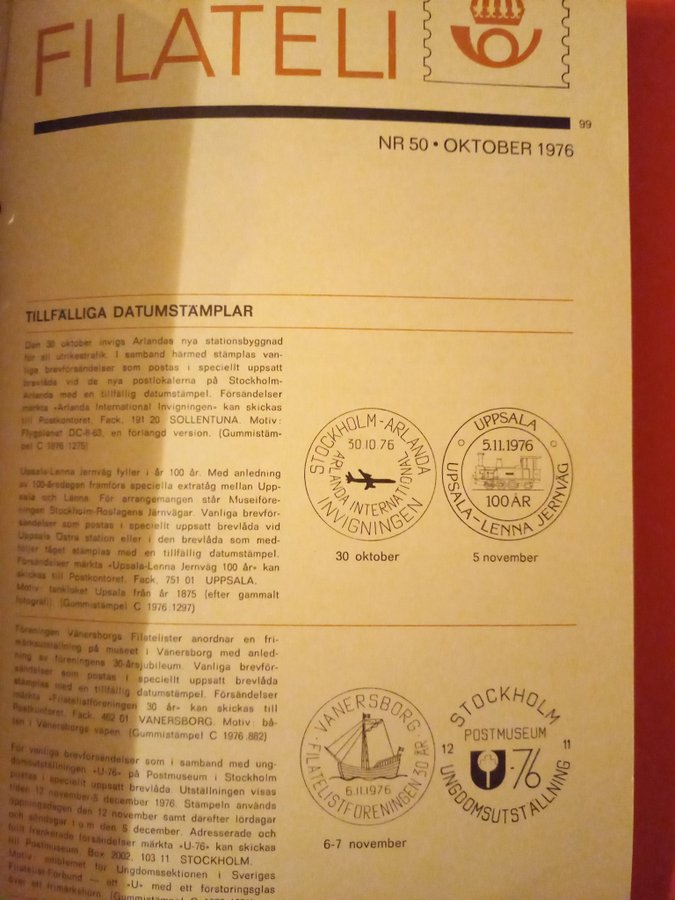 FILATELI
99
NR 50 • OKTOBER 1976
TILLFÄLLIGA DATUMSTÄMPLAR
Den 30 oktober invigs Arlandas nya stationsbyggnad
för all utrikestrafik. I samband härmed stämplas van-
liga brevförsändelser som postas i speciellt uppsatt
brevlåda vid de nya postlokalerna på Stockholm-
Arlanda med en tillfällig datumstämpel. Försändelser
märkta »Arlanda International Invigningen» kan skickas
till Postkontoret, Fack, 191 20 SOLLENTUNA. Motiv:
Flygplanet DC-8-63, en förlängd version. (Gummistäm-
pel C 1976 1275)
Upsala-Lenna Jernväg fyller i år 100 år. Med anledning
av 100-årsdagen framföre speciella extratåg mellan Upp-
sala och Lenna. För arrangemangen står Museiföre-
ningen Stockholm-Roslagens Järnvägar. Vanliga brevför-
sändelser som postas i speciellt uppsatt brevlåda vid
Uppsala Östra station eller i den brevlåda som med-
följer tåget stämplas med en tillfällig datumstämpel.
Försändelser märkta »Upsala-Lenna Jernväg 100 år» kan
skickas till Postkontoret, Fack, 751 01 UPPSALA.
Motiv: tankloket Upsala från år 1875 (efter gammalt
fotografi). (Gummistämpel C 1976 1297)
Föreningen Vänersborgs Filatelister anordnar en fri-
märksutställning på museet i Vänersborg med anled-
ning av föreningens 30-årsjubileum. Vanliga brevför-
sändelser som postas i speciellt uppsatt brevlåda
stämplas med en tillfällig datumstämpel. Försändelser
märkta »Filatelistföreningen 30 år» kan skickas till
Postkontoret, Fack, 462 01 VÄNERSBORG. Motiv: bå-
ten i Vänersborgs vapen. (Gummistämpel C 1976 882)
För vanliga brevförsändelser som i samband med ung-
domsutställningen »U-76» på Postmuseum i Stockholm
postas i speciellt uppsatt brevlåda. Utställningen visas
tiden 12 november-5 december 1976. Stämpeln används
öppningsdagen den 12 november samt därefter lördagar
och söndagar t o m den 5 december. Adresserade och
fullt frankerade försändelser märkta »U-76» kan skickas
till Postmuseum, Box 2002, 103 11 STOCKHOLM.
Motiv: emblemet för Ungdomssektionen i Sveriges
Filatelist-Förbund — ett »U» med ett förstoringsglas
över ett frimärkshorn.
STOCKHOLM-ARLANDA
30.10.76
ARLANDA INTERNATIONAL
INVIGNINGEN
30 oktober
UPPSALA
5.11.1976
100 ÅR
UPSALA-LENNA JERNVÄG
5 november
VÄNERSBORG
6.11.1976
FILATELISTFÖRENINGEN 30 ÅR
6-7 november
STOCKHOLM
POSTMUSEUM
12 11
-76
UNGDOMSUTSTÄLLNING